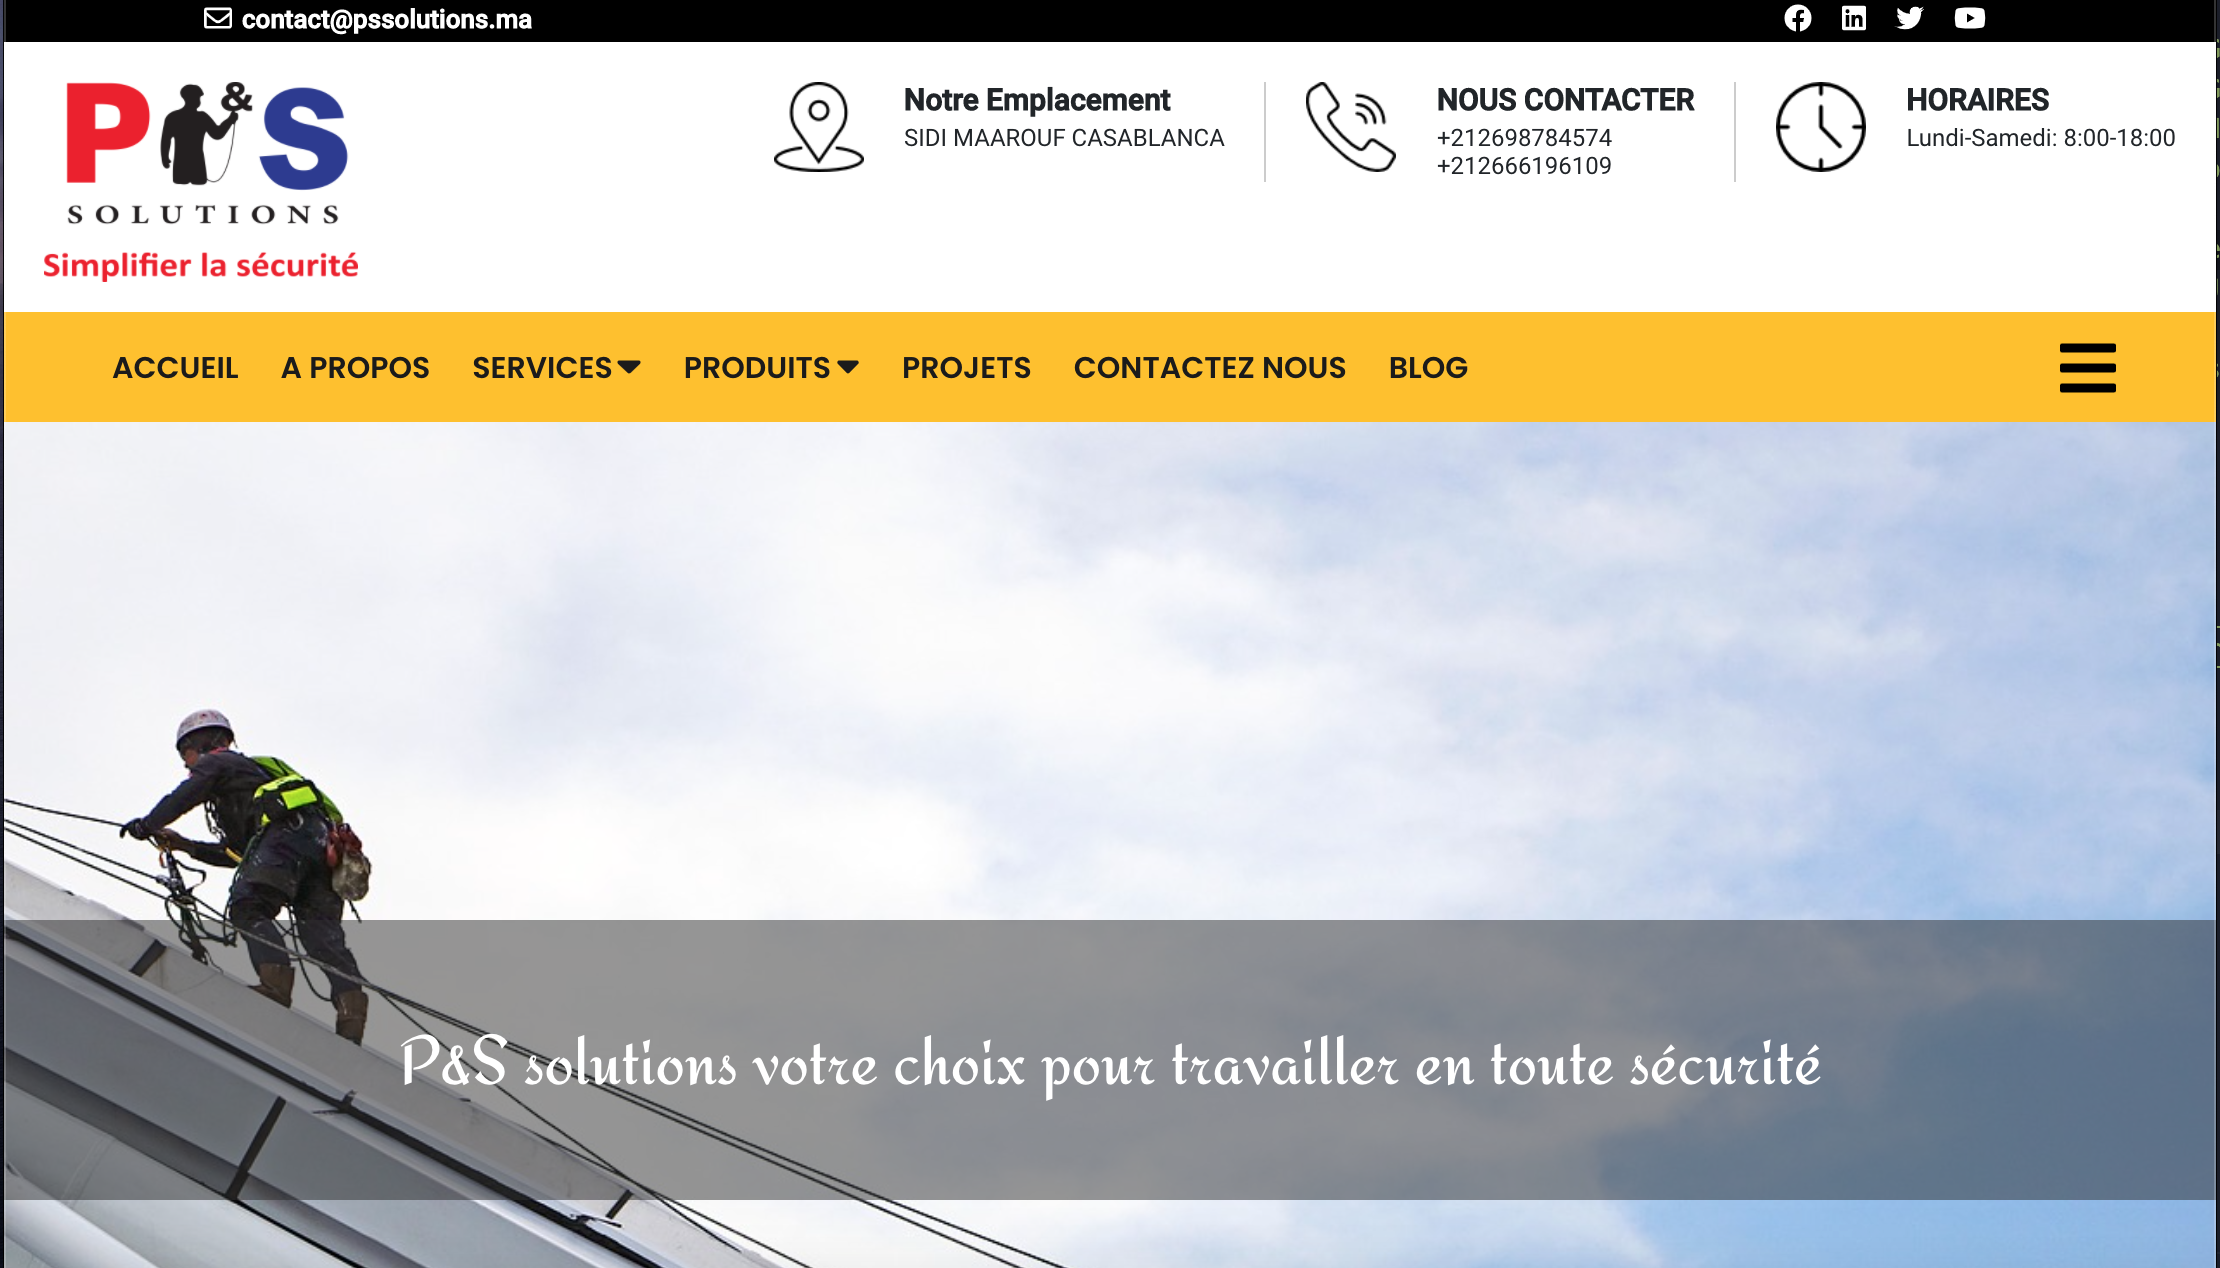 contact@pssolutions.ma
P&S
SOLUTIONS
Simplifier la sécurité
Notre Emplacement
SIDI MAAROUF CASABLANCA
NOUS CONTACTER
+212698784574
+212666196109
HORAIRES
Lundi-Samedi: 8:00-18:00
ACCUEIL A PROPOS SERVICES PRODUITS PROJETS CONTACTEZ NOUS BLOG
P&S solutions votre choix pour travailler en toute sécurité